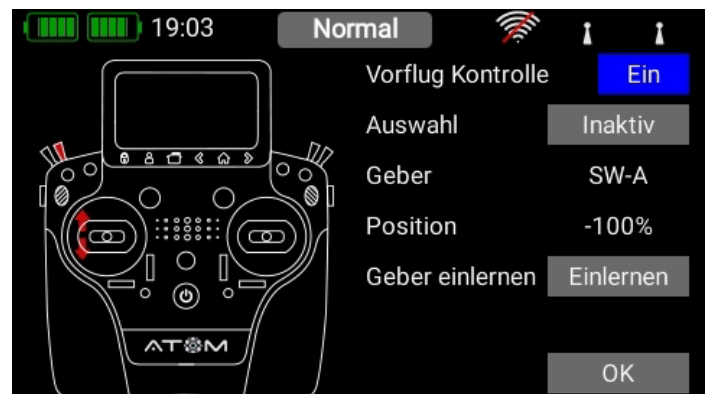 19:03 Normal
Vorflug Kontrolle Ein
Auswahl Inaktiv
Geber SW-A
Position -100%
Geber einlernen Einlernen
ATOM
OK